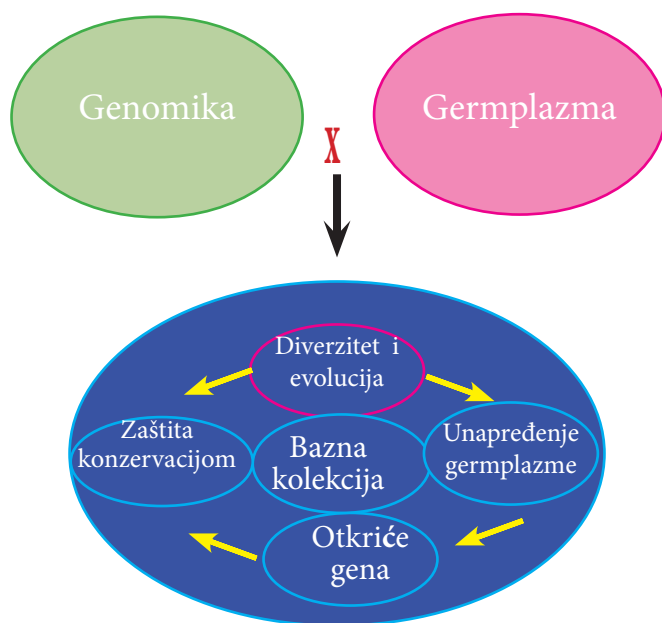 Genomika
Germplazma
X
Diverzitet i
evolucija
Zaštita
konzervacijom
Bazna
kolekcija
Unapređenje
germplazme
Otkriće
gena